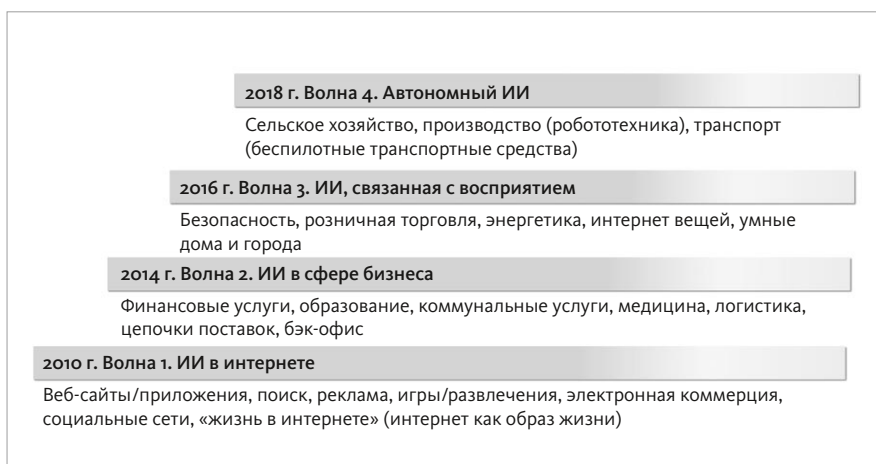 2018 г. Волна 4. Автономный ИИ
Сельское хозяйство, производство (робототехника), транспорт
(беспилотные транспортные средства)
2016 г. Волна 3. ИИ, связанная с восприятием
Безопасность, розничная торговля, энергетика, интернет вещей, умные
дома и города
2014 г. Волна 2. ИИ в сфере бизнеса
Финансовые услуги, образование, коммунальные услуги, медицина, логистика,
цепочки поставок, бэк-офис
2010 г. Волна 1. ИИ в интернете
Веб-сайты/приложения, поиск, реклама, игры/развлечения, электронная коммерция,
социальные сети, «жизнь в интернете» (интернет как образ жизни)